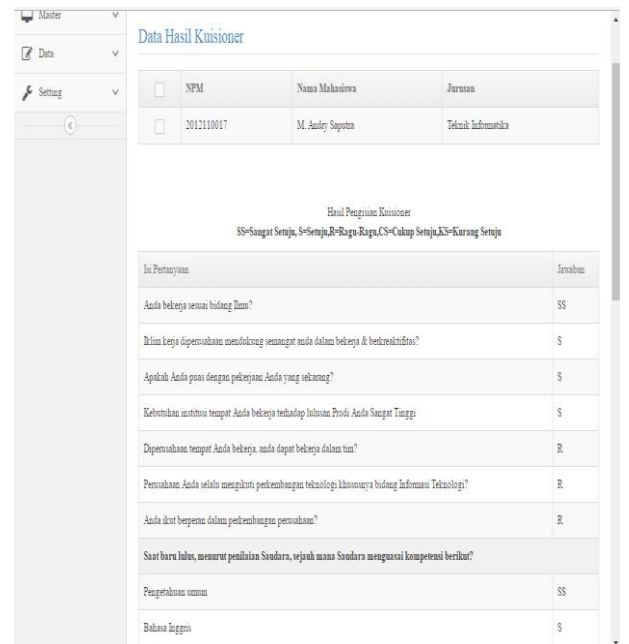 Master
Data
Setting
Data Hasil Kuisioner
NPM Nama Mahasiswa Jurusan
2012110017 M. Andry Saputra Teknik Informatika
Hasil Pengisian Kuisioner
SS=Sangat Setuju, S=Setuju,R=Ragu-Ragu,CS=Cukup Setuju,KS=Kurang Setuju
Isi Pertanyaan Jawaban
Anda bekerja sesuai bidang Ilmu? SS
Iklim kerja diperusahaan mendukung semangat anda dalam bekerja & berkreaktifitas? S
Apakah Anda puas dengan pekerjaan Anda yang sekarang? S
Kebutuhan institusi tempat Anda bekerja terhadap lulusan Prodi Anda Sangat Tinggi S
Diperusahaan tempat Anda bekerja, anda dapat bekerja dalam tim? R
Perusahaan Anda selalu mengikuti perkembangan teknologi khususnya bidang Informasi Teknologi? R
Anda ikut berperan dalam perkembangan perusahaan? R
Saat baru lulus, menurut penilaian Saudara, sejauh mana Saudara menguasai kompetensi berikut?
Pengetahuan umum SS
Bahasa Inggris S